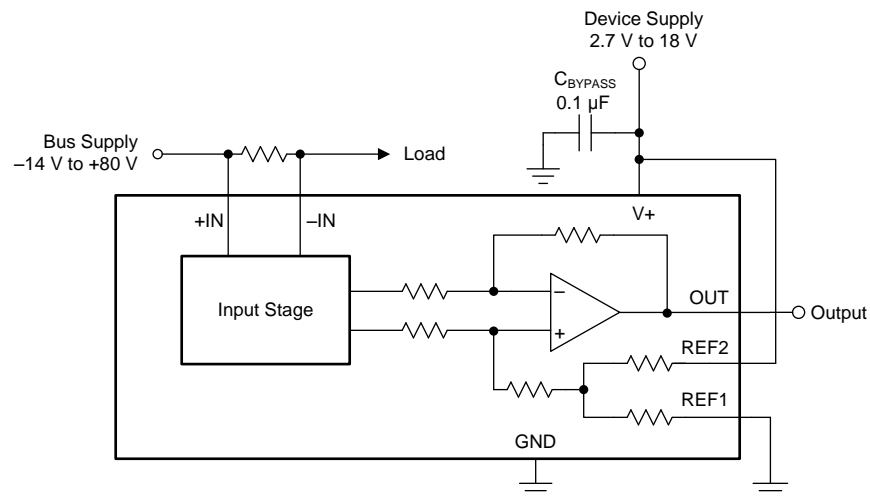 Device Supply
2.7 V to 18 V
C_BYPASS
0.1 µF
Bus Supply
–14 V to +80 V
Load
+IN
–IN
V+
Input Stage
–
+
OUT
Output
REF2
REF1
GND